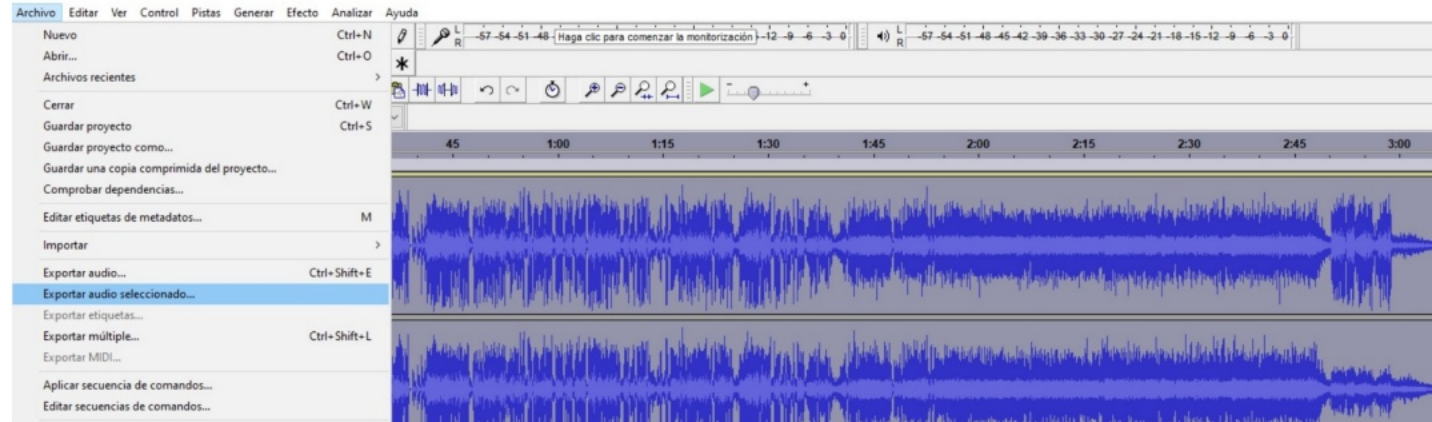 Archivo Editar Ver Control Pistas Generar Efecto Analizar Ayuda
Nuevo Ctrl+N
Abrir... Ctrl+O
Archivos recientes >
Cerrar Ctrl+W
Guardar proyecto Ctrl+S
Guardar proyecto como...
Guardar una copia comprimida del proyecto...
Comprobar dependencias...
Editar etiquetas de metadatos... M
Importar >
Exportar audio... Ctrl+Shift+E
Exportar audio seleccionado...
Exportar etiquetas...
Exportar múltiple... Ctrl+Shift+L
Exportar MIDI...
Aplicar secuencia de comandos...
Editar secuencias de comandos...
L
R
-57 -54 -51 -48 Haga clic para comenzar la monitorización -12 -9 -6 -3 0
L
R
-57 -54 -51 -48 -45 -42 -39 -36 -33 -30 -27 -24 -21 -18 -15 -12 -9 -6 -3 0
- +
45 1:00 1:15 1:30 1:45 2:00 2:15 2:30 2:45 3:00